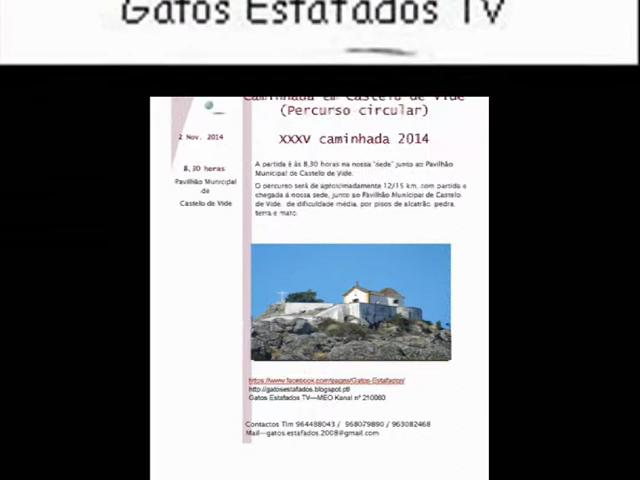 Gatos Estafados TV
Caminhada em Castelo de Vide
(Percurso circular)
XXXV caminhada 2014
2 Nov. 2014
8,30 horas
Pavilhão Municipal
de
Castelo de Vide
A partida é às 8,30 horas na nossa "sede" junto ao Pavilhão
Municipal de Castelo de Vide.
O percurso será de aproximadamente 12/15 km, com partida e
chegada á nossa sede, junto ao Pavilhão Municipal de Castelo
de Vide, de dificuldade média, por pisos de alcatrão, pedra,
terra e mato.
https://www.facebook.com/pages/Gatos-Estafados/
http://gatosestafados.blogspot.pt/
Gatos Estafados TV—MEO Kanal nº 210060
Contactos Tlm 964488043 / 968079890 / 963082468
Mail—gatos.estafados.2008@gmail.com